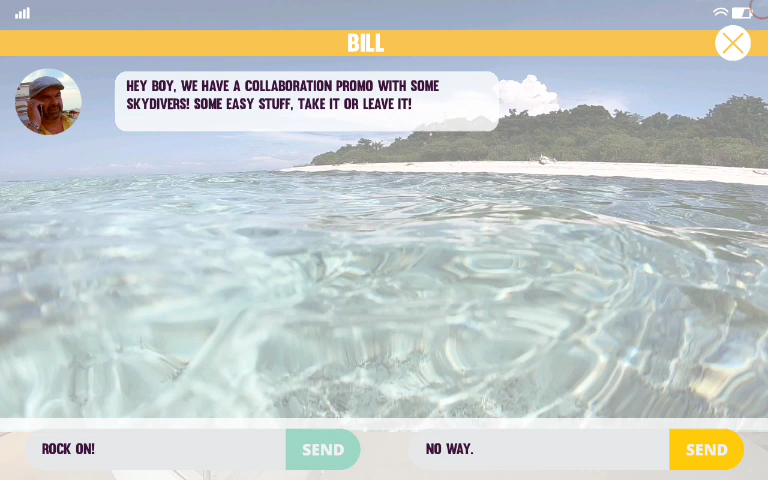 BILL
HEY BOY, WE HAVE A COLLABORATION PROMO WITH SOME
SKYDIVERS! SOME EASY STUFF, TAKE IT OR LEAVE IT!
ROCK ON!
SEND
NO WAY.
SEND